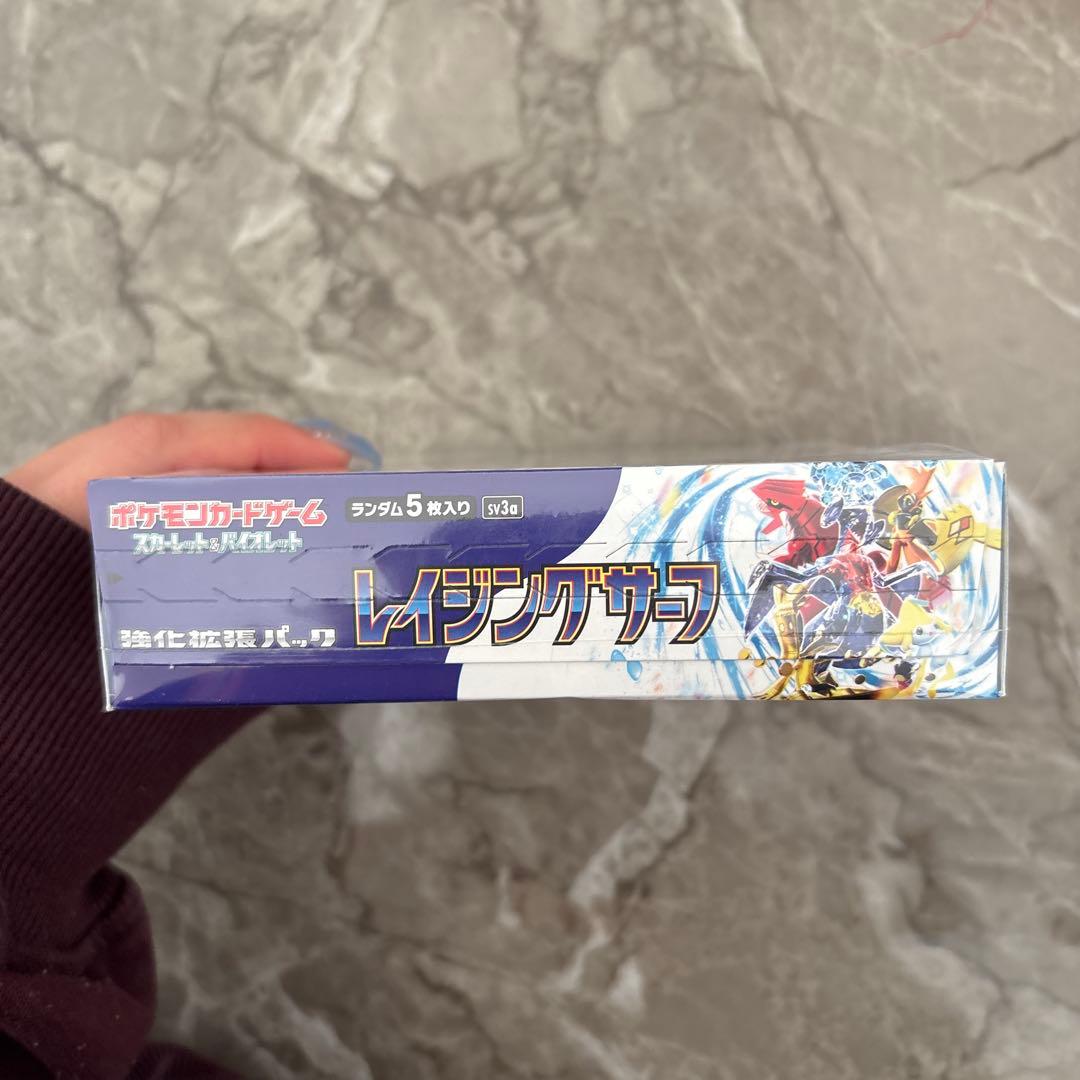 ポケモンカードゲーム
スカーレット&バイオレット
ランダム5枚入り sv3a
強化拡張パック
レイジングサーフ